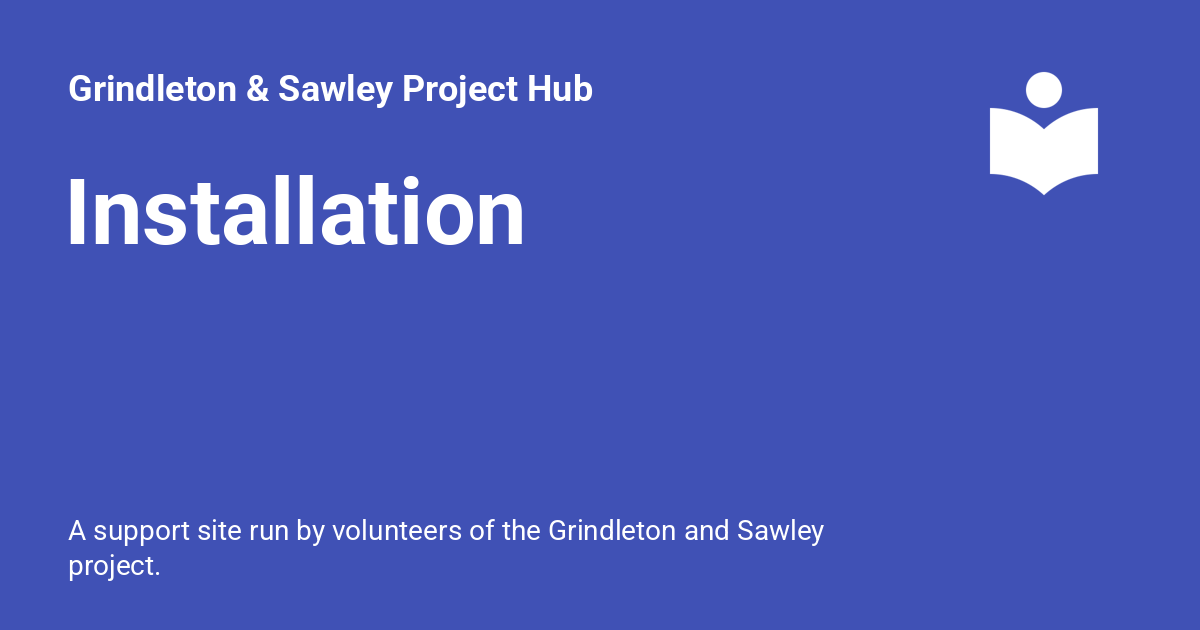 Grindleton & Sawley Project Hub
Installation
A support site run by volunteers of the Grindleton and Sawley
project.